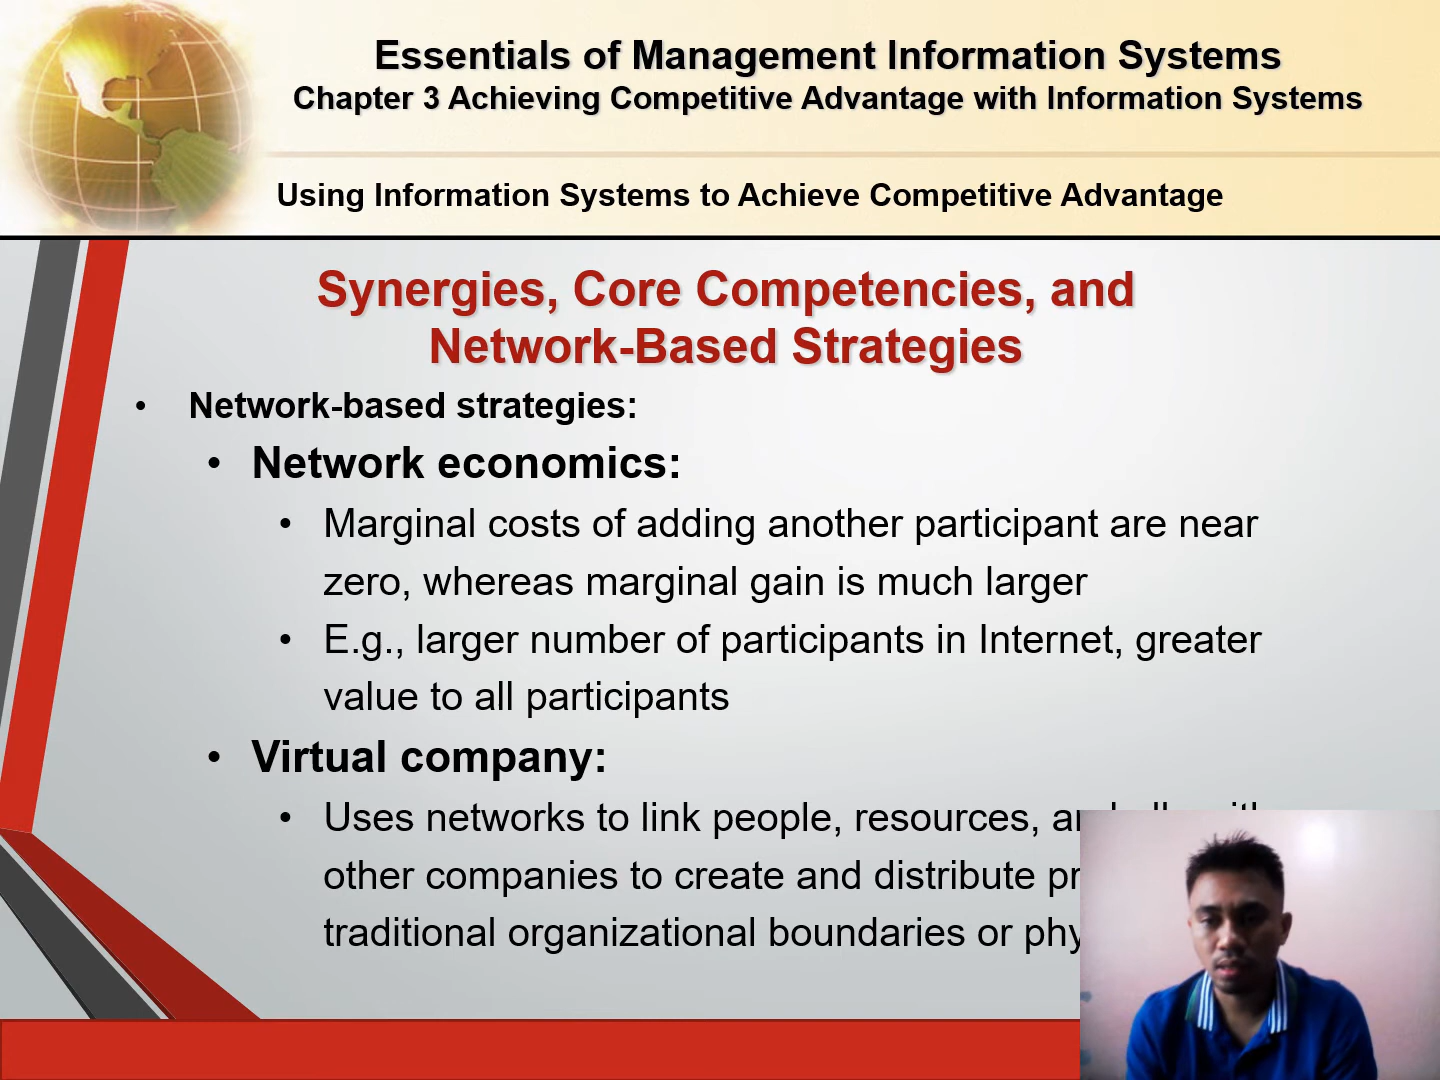 Essentials of Management Information Systems
Chapter 3 Achieving Competitive Advantage with Information Systems
Using Information Systems to Achieve Competitive Advantage
Synergies, Core Competencies, and
Network-Based Strategies
• Network-based strategies:
• Network economics:
• Marginal costs of adding another participant are near
zero, whereas marginal gain is much larger
• E.g., larger number of participants in Internet, greater
value to all participants
• Virtual company:
• Uses networks to link people, resources, and ally with
other companies to create and distribute
traditional organizational boundaries or